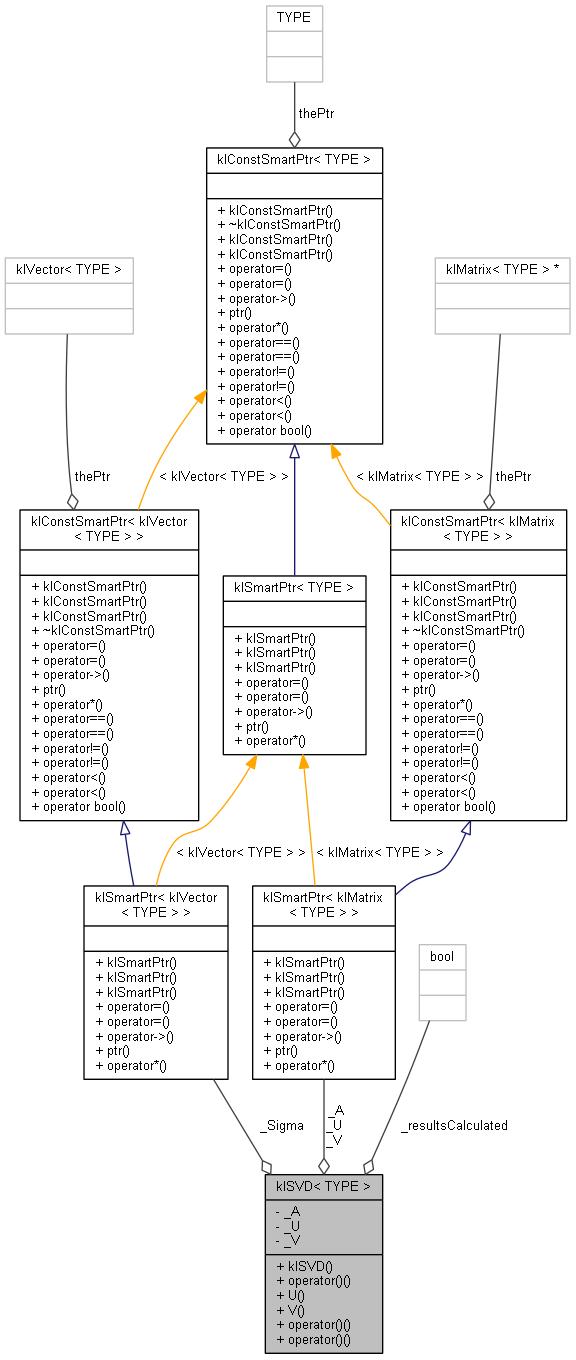 TYPE
thePtr
klConstSmartPtr< TYPE >
+ klConstSmartPtr()
+ ~klConstSmartPtr()
+ klConstSmartPtr()
+ klConstSmartPtr()
+ operator=()
+ operator=()
+ operator->()
+ ptr()
+ operator*()
+ operator==()
+ operator==()
+ operator!=()
+ operator!=()
+ operator<()
+ operator<()
+ operator bool()
klVector< TYPE >
klMatrix< TYPE > *
thePtr
< klVector< TYPE > >
< klMatrix< TYPE > >
thePtr
klConstSmartPtr< klVector
< TYPE > >
+ klConstSmartPtr()
+ klConstSmartPtr()
+ klConstSmartPtr()
+ ~klConstSmartPtr()
+ operator=()
+ operator=()
+ operator->()
+ ptr()
+ operator*()
+ operator==()
+ operator==()
+ operator!=()
+ operator!=()
+ operator<()
+ operator<()
+ operator bool()
klSmartPtr< TYPE >
+ klSmartPtr()
+ klSmartPtr()
+ klSmartPtr()
+ operator=()
+ operator=()
+ operator->()
+ ptr()
+ operator*()
klConstSmartPtr< klMatrix
< TYPE > >
+ klConstSmartPtr()
+ klConstSmartPtr()
+ klConstSmartPtr()
+ ~klConstSmartPtr()
+ operator=()
+ operator=()
+ operator->()
+ ptr()
+ operator*()
+ operator==()
+ operator==()
+ operator!=()
+ operator!=()
+ operator<()
+ operator<()
+ operator bool()
< klVector< TYPE > >
< klMatrix< TYPE > >
klSmartPtr< klVector
< TYPE > >
+ klSmartPtr()
+ klSmartPtr()
+ klSmartPtr()
+ operator=()
+ operator=()
+ operator->()
+ ptr()
+ operator*()
klSmartPtr< klMatrix
< TYPE > >
+ klSmartPtr()
+ klSmartPtr()
+ klSmartPtr()
+ operator=()
+ operator=()
+ operator->()
+ ptr()
+ operator*()
bool
_Sigma
_A
_U
_V
_resultsCalculated
klSVD< TYPE >
- _A
- _U
- _V
+ klSVD()
+ operator()()
+ U()
+ V()
+ operator()()
+ operator()()